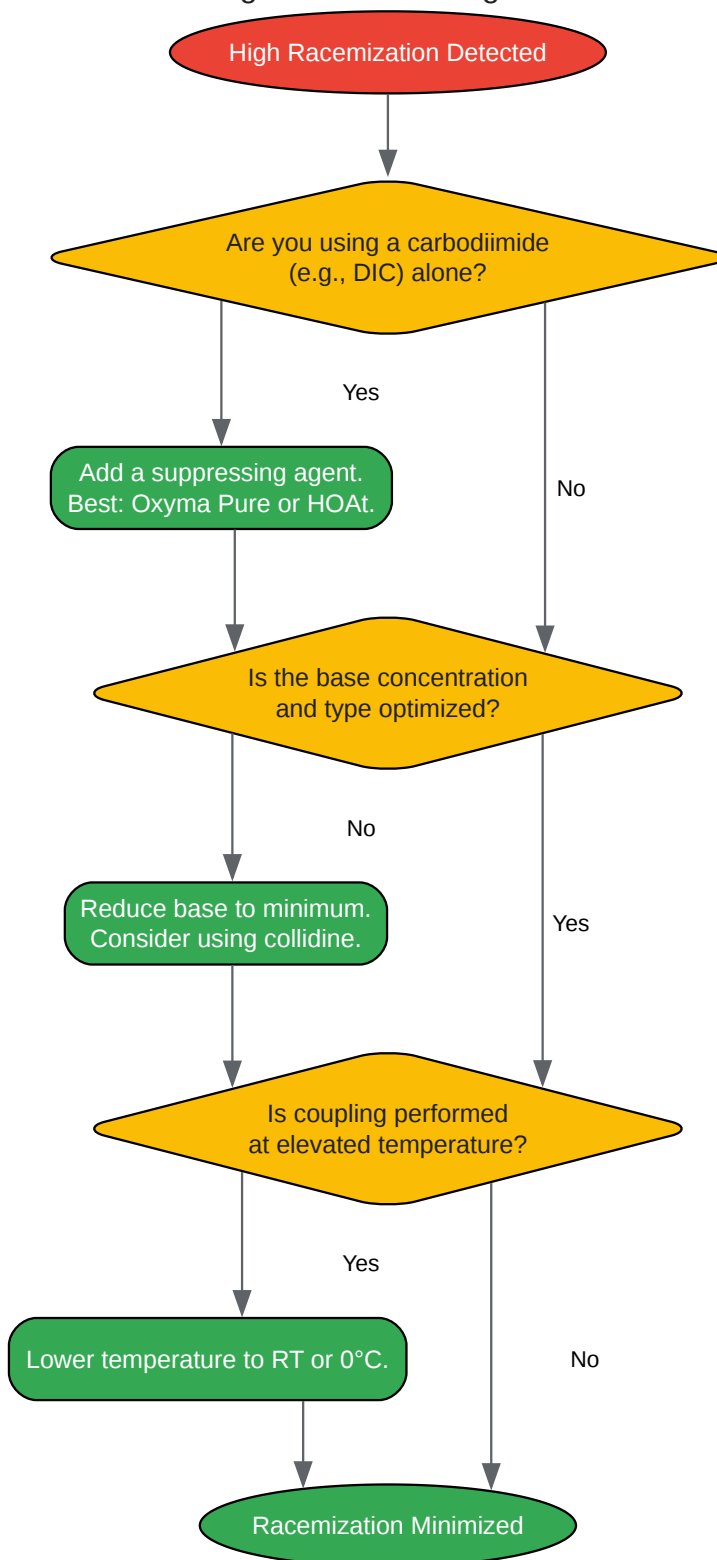 High Racemization Detected
Are you using a carbodiimide
(e.g., DIC) alone?
Yes
Add a suppressing agent.
Best: Oxyma Pure or HOAt.
No
Is the base concentration
and type optimized?
No
Reduce base to minimum.
Consider using collidine.
Yes
Is coupling performed
at elevated temperature?
Yes
Lower temperature to RT or 0°C.
No
Racemization Minimized